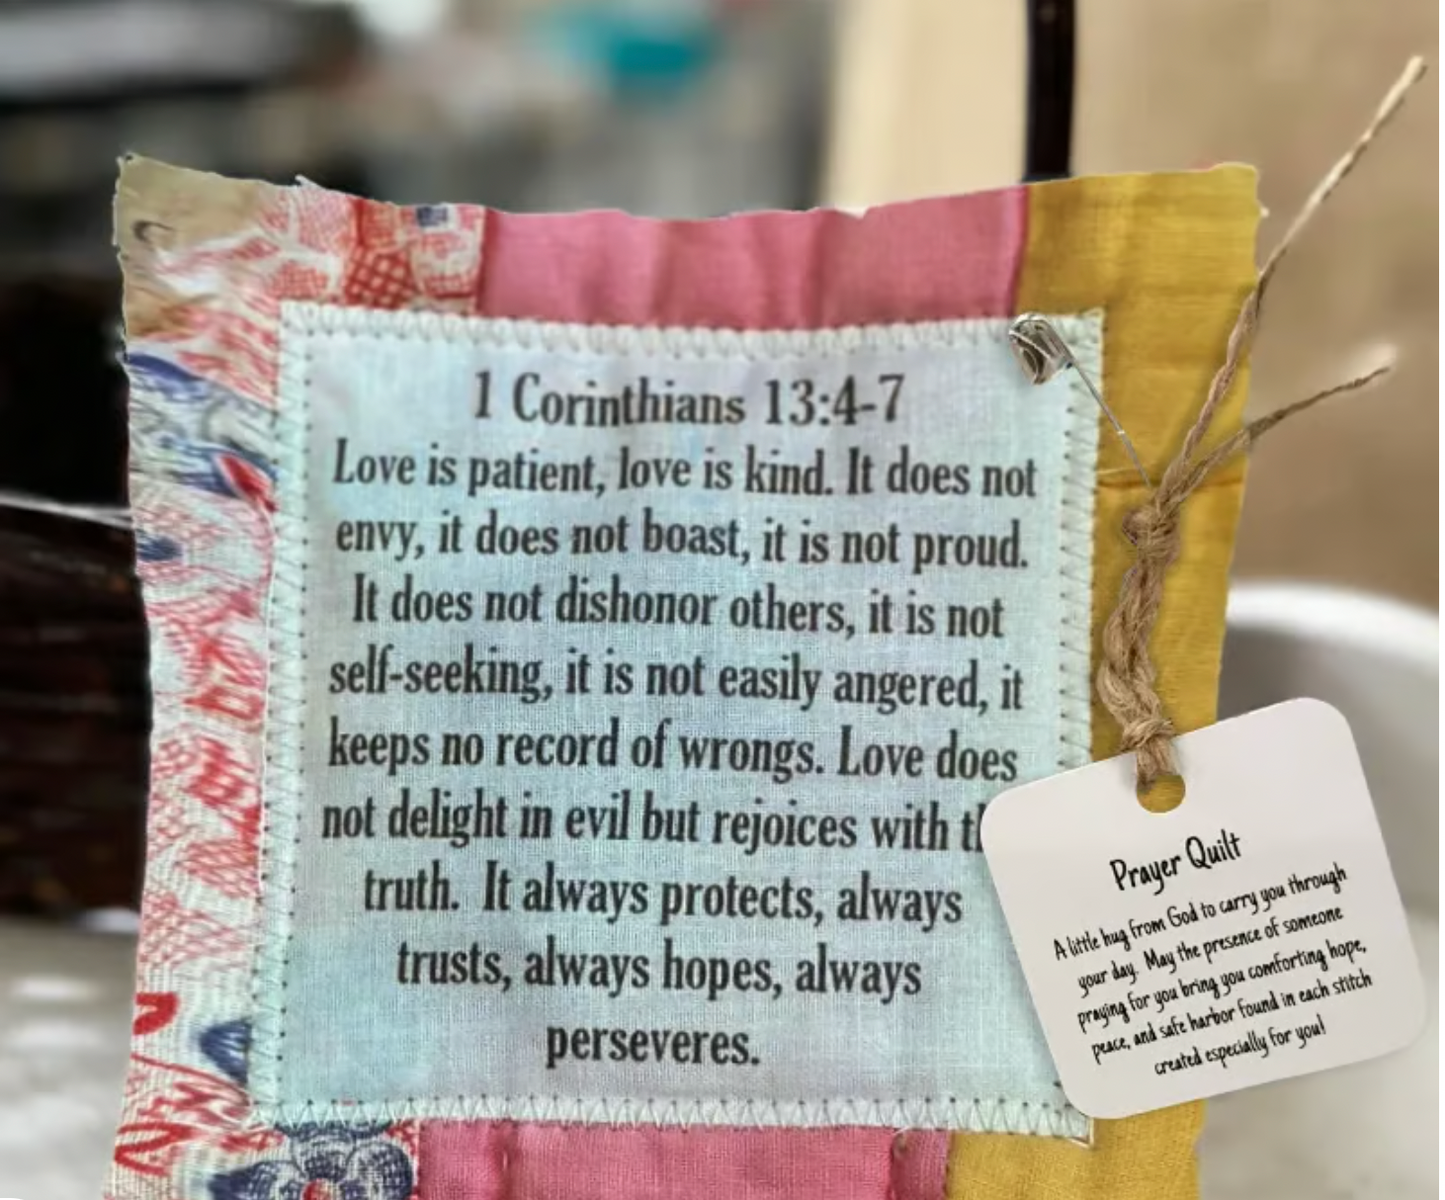 1 Corinthians 13:4-7
Love is patient, love is kind. It does not
envy, it does not boast, it is not proud.
It does not dishonor others, it is not
self-seeking, it is not easily angered, it
keeps no record of wrongs. Love does
not delight in evil but rejoices with
truth.  It always protects, always
trusts, always hopes, always
perseveres.
Prayer Quilt
A little hug from God to carry you through
your day. May the presence of someone
praying for you bring you comforting hope,
peace, and safe harbor found in each stitch
created especially for you!